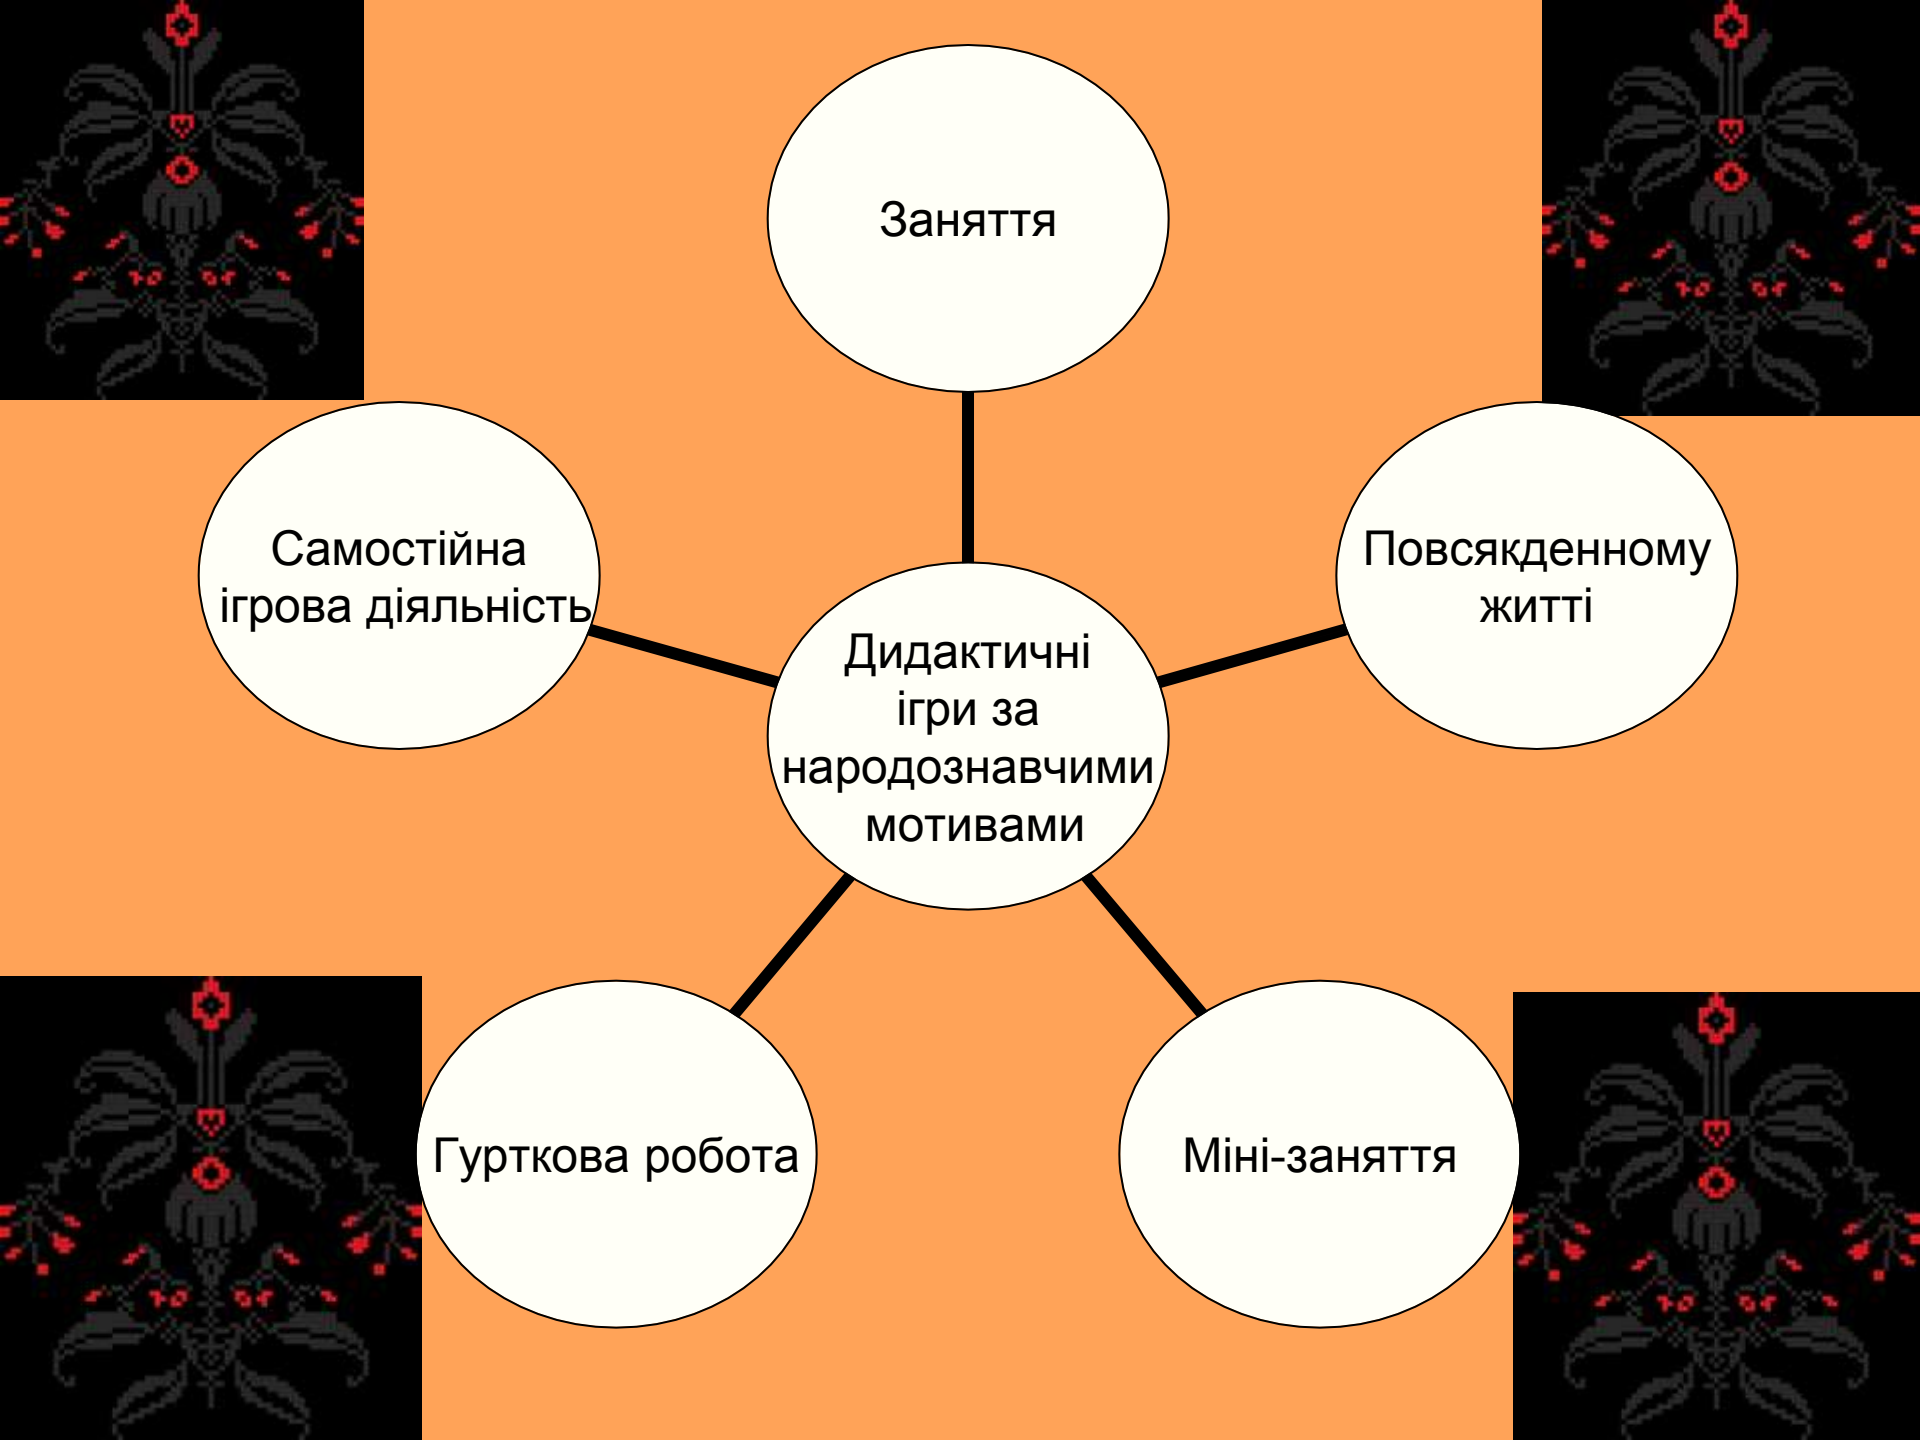 Заняття
Самостійна
ігрова діяльність
Повсякденному
житті
Дидактичні
ігри за
народознавчими
мотивами
Гурткова робота
Міні-заняття